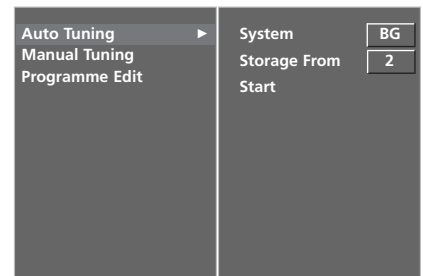 Auto Tuning ►
Manual Tuning
Programme Edit
System BG
Storage From 2
Start